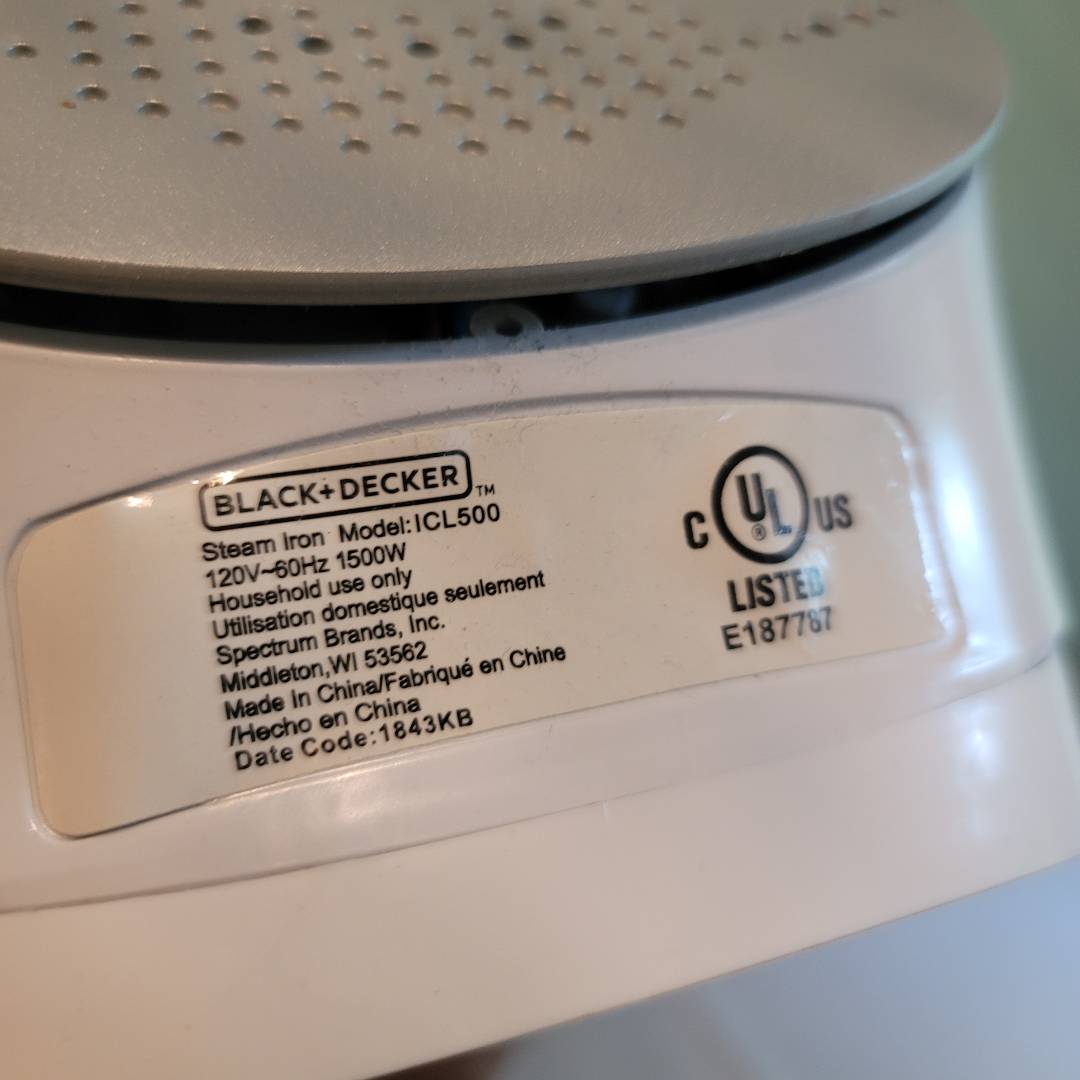 BLACK+DECKER™
Steam Iron Model:ICL500
120V~60Hz 1500W
Household use only
Utilisation domestique seulement
Spectrum Brands, Inc.
Middleton,WI 53562
Made In China/Fabriqué en Chine
/Hecho en China
Date Code:1843KB
C UL® US
LISTED
E187787